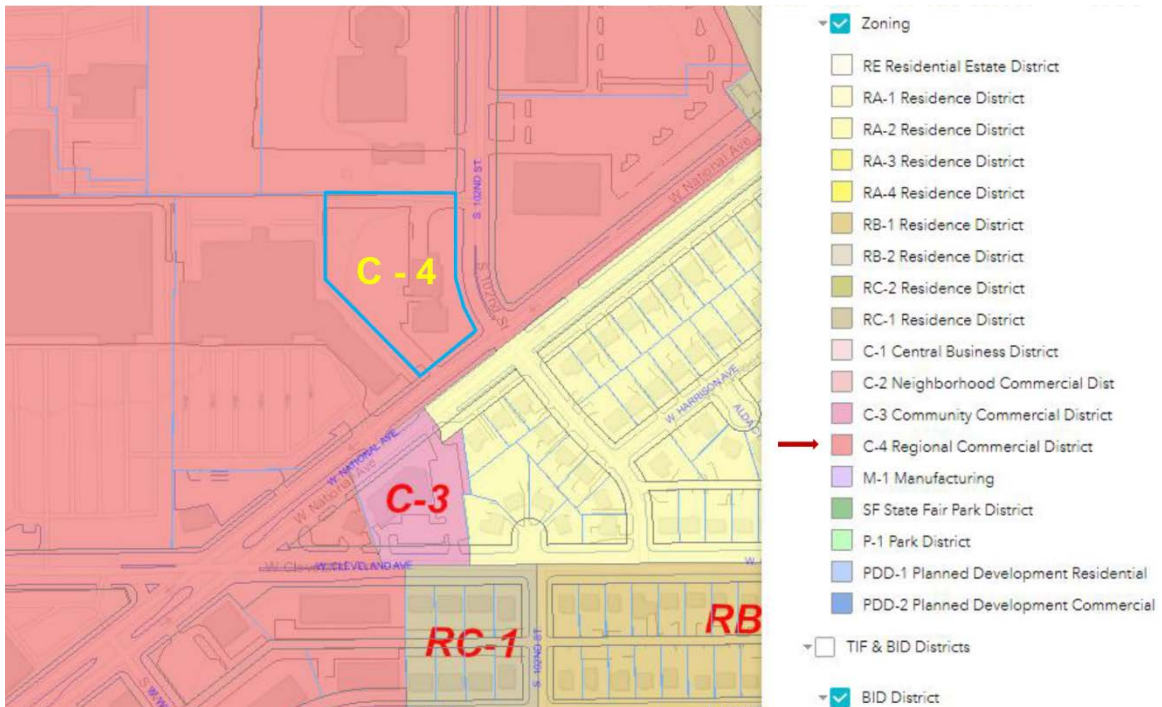 Zoning
RE Residential Estate District
RA-1 Residence District
RA-2 Residence District
RA-3 Residence District
RA-4 Residence District
RB-1 Residence District
RB-2 Residence District
RC-2 Residence District
RC-1 Residence District
C-1 Central Business District
C-2 Neighborhood Commercial Dist
C-3 Community Commercial District
C-4 Regional Commercial District
M-1 Manufacturing
SF State Fair Park District
P-1 Park District
PDD-1 Planned Development Residential
PDD-2 Planned Development Commercial
TIF & BID Districts
BID District
W National Ave
S. 102ND ST.
S 102nd St
C - 4
W. HARRISON AVE
ALDA
W. NATIONAL AVE.
W National Ave
C-3
W Cleve
W. CLEVELAND AVE
W.
RC-1
S. 102ND ST.
RB